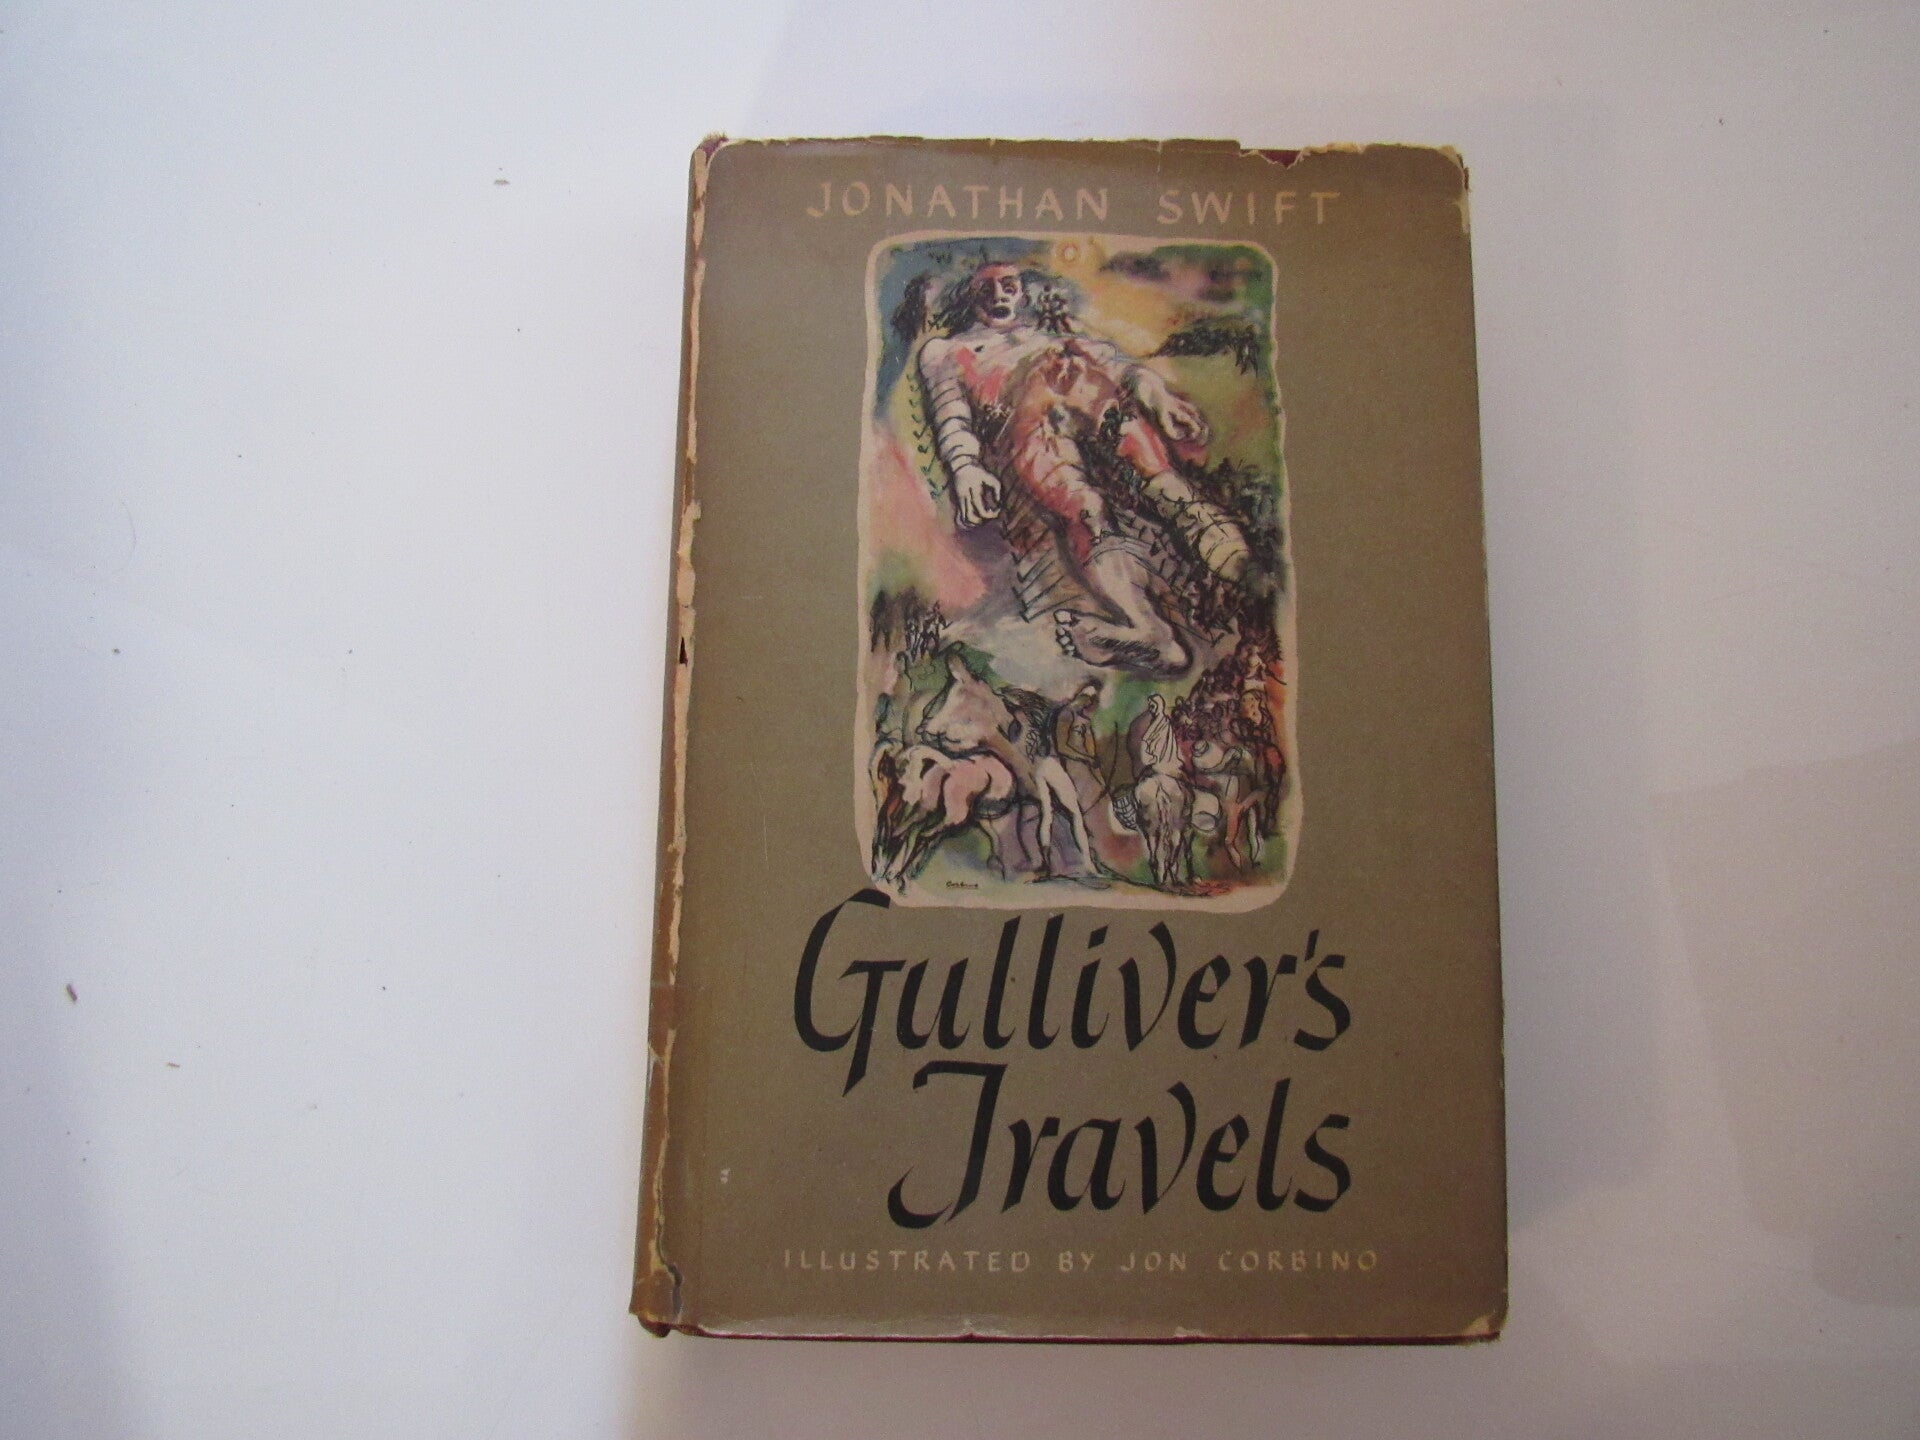 JONATHAN SWIFT
Gulliver's
Travels
ILLUSTRATED BY JON CORBINO